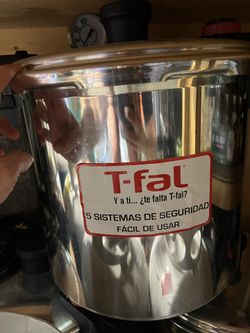 T-fal
Y a ti... ¿te falta T-fal?
5 SISTEMAS DE SEGURIDAD
FÁCIL DE USAR